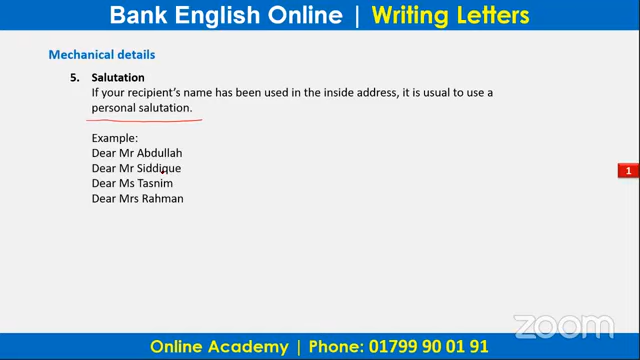 Bank English Online | Writing Letters
Mechanical details
5. Salutation
If your recipient's name has been used in the inside address, it is usual to use a
personal salutation.
Example:
Dear Mr Abdullah
Dear Mr Siddique
Dear Ms Tasnim
Dear Mrs Rahman
1
zoom
Online Academy | Phone: 01799 90 01 91